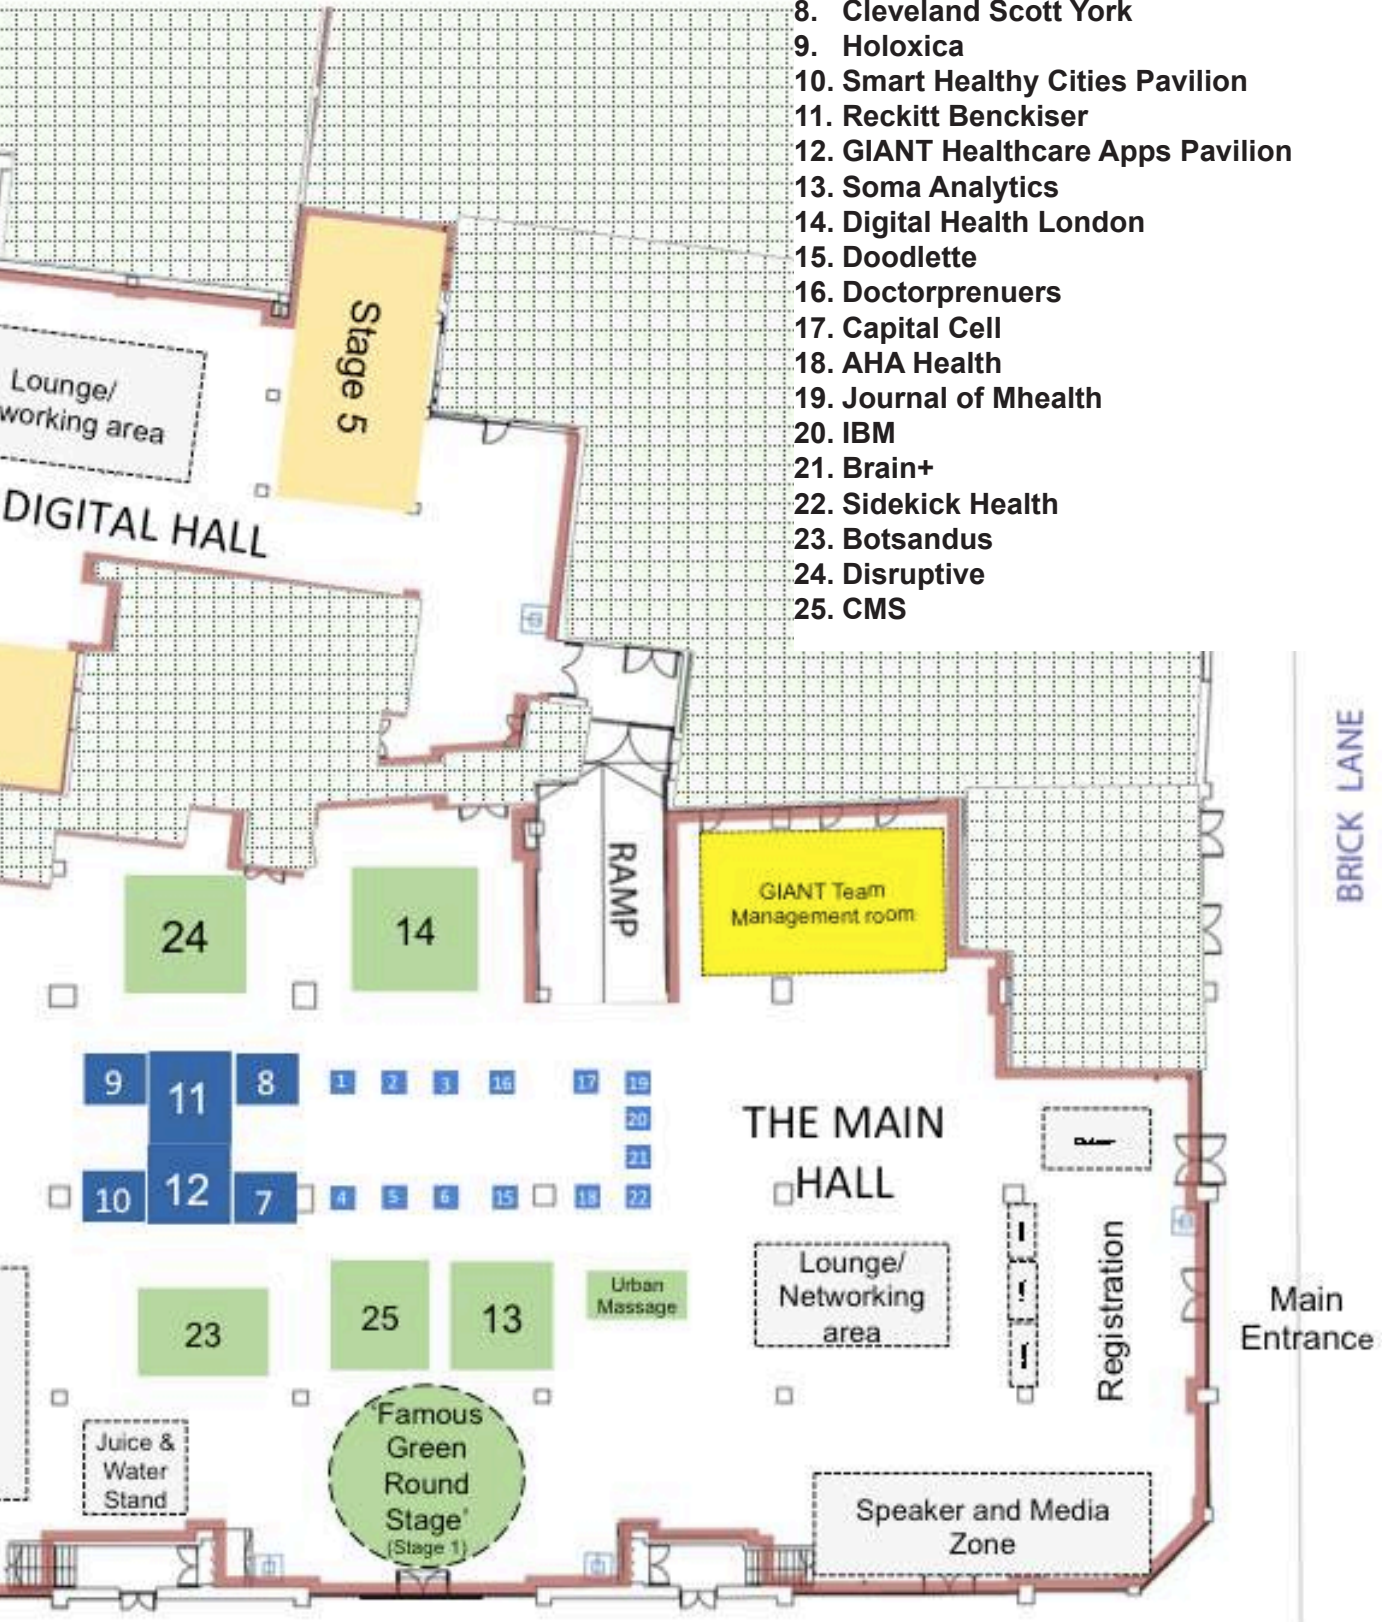 8. Cleveland Scott York
9. Holoxica
10. Smart Healthy Cities Pavilion
11. Reckitt Benckiser
12. GIANT Healthcare Apps Pavilion
13. Soma Analytics
14. Digital Health London
15. Doodlette
16. Doctorprenuers
17. Capital Cell
18. AHA Health
19. Journal of Mhealth
20. IBM
21. Brain+
22. Sidekick Health
23. Botsandus
24. Disruptive
25. CMS
Stage 5
Lounge/
working area
DIGITAL HALL
BRICK LANE
RAMP
GIANT Team
Management room
24
14
9
11
8
1
2
3
16
17
19
20
21
10
12
7
4
5
6
15
18
22
THE MAIN
HALL
Registration
Main
Entrance
Lounge/
Networking
area
23
25
13
Urban
Massage
Juice &
Water
Stand
'Famous
Green
Round
Stage'
(Stage 1)
Speaker and Media
Zone